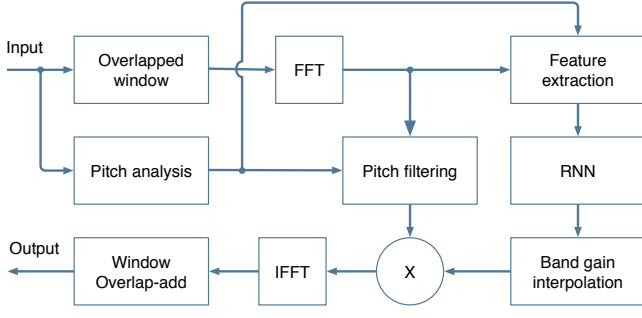 Input
Overlapped
window
FFT
Feature
extraction
Pitch analysis
Pitch filtering
RNN
Output
Window
Overlap-add
IFFT
X
Band gain
interpolation